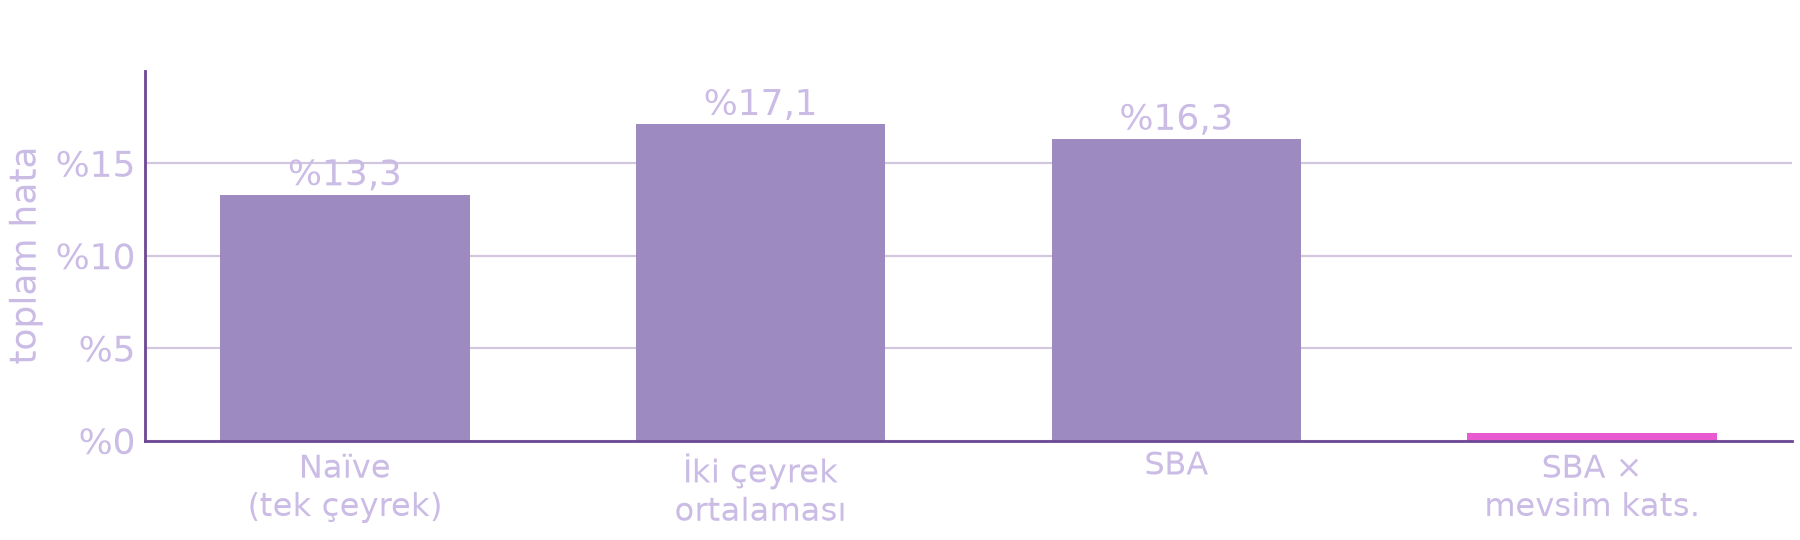 %17,1
%16,3
%13,3
toplam hata
%15
%10
%5
%0
Naïve
(tek çeyrek)
İki çeyrek
ortalaması
SBA
SBA ×
mevsim kats.